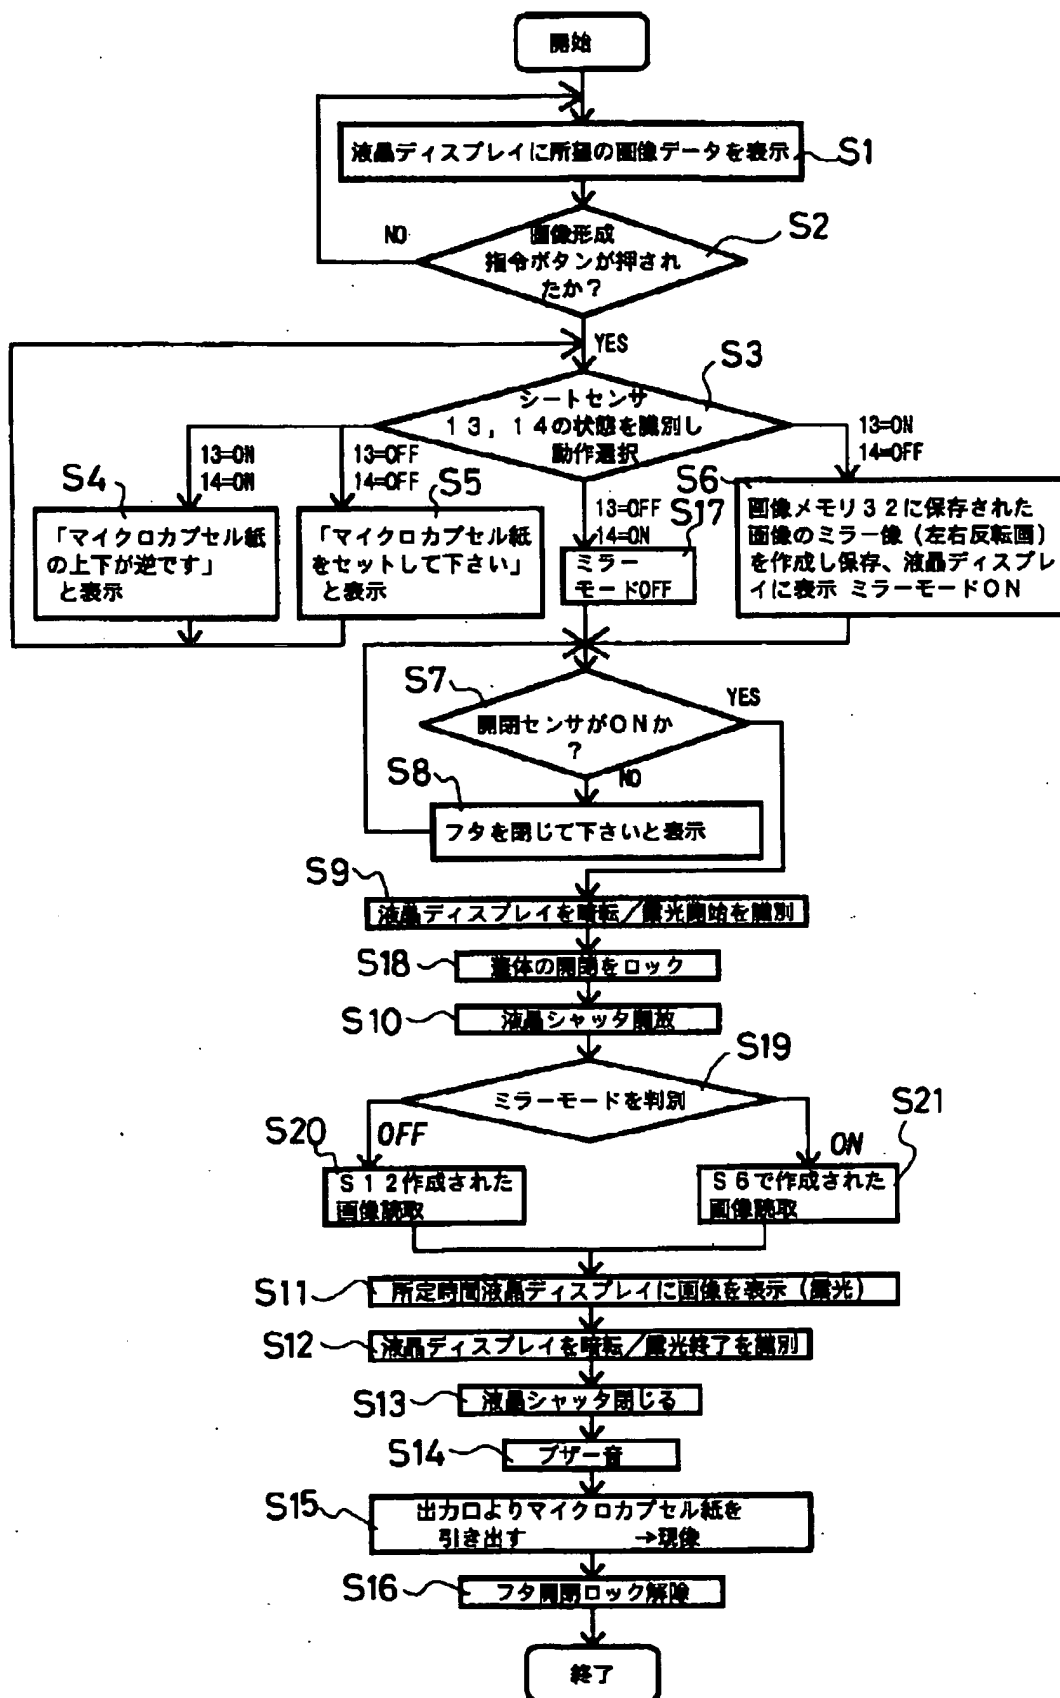 開始
液晶ディスプレイに所望の画像データを表示
S1
画像形成
指令ボタンが押され
たか?
S2
NO
YES
シートセンサ
13,14の状態を識別し
動作選択
S3
13=ON
14=ON
S4
「マイクロカプセル紙
の上下が逆です」
と表示
13=OFF
14=OFF
S5
「マイクロカプセル紙
をセットして下さい」
と表示
13=OFF
14=ON
S17
ミラー
モードOFF
13=ON
14=OFF
S6
画像メモリ32に保存された
画像のミラー像(左右反転画)
を作成し保存、液晶ディスプレ
イに表示 ミラーモードON
S7
開閉センサがONか
?
YES
NO
S8
フタを閉じて下さいと表示
S9
液晶ディスプレイを暗転/露光開始を識別
S18
蓋体の開閉をロック
S10
液晶シャッタ開放
S19
ミラーモードを判別
OFF
ON
S20
S12作成された
画像読取
S21
S6で作成された
画像読取
S11
所定時間液晶ディスプレイに画像を表示(露光)
S12
液晶ディスプレイを暗転/露光終了を識別
S13
液晶シャッタ閉じる
S14
ブザー音
S15
出力口よりマイクロカプセル紙を
引き出す →現像
S16
フタ開閉ロック解除
終了